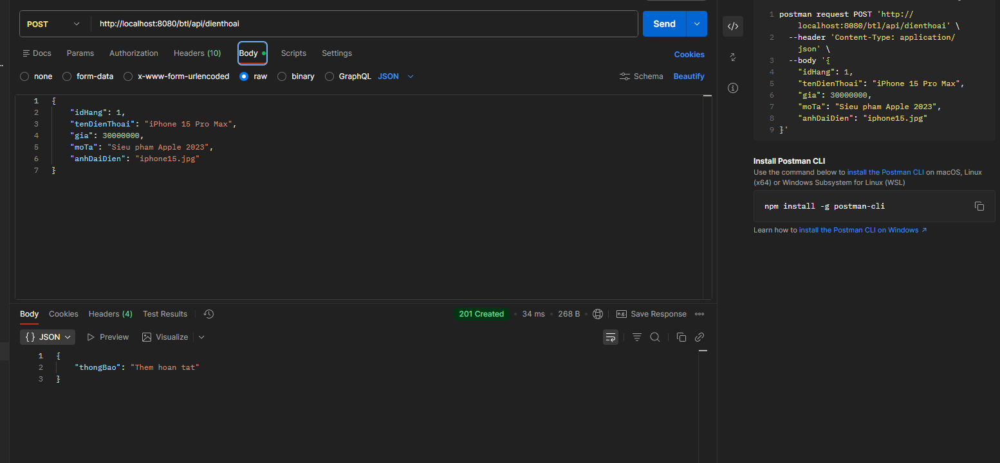 POST http://localhost:8080/btl/api/dienthoai Send
Docs Params Authorization Headers (10) Body Scripts Settings Cookies
none form-data x-www-form-urlencoded raw binary GraphQL JSON Schema Beautify
1 {
2 "idHang": 1,
3 "tenDienThoai": "iPhone 15 Pro Max",
4 "gia": 30000000,
5 "moTa": "Sieu pham Apple 2023",
6 "anhDaiDien": "iphone15.jpg"
7 }
Body Cookies Headers (4) Test Results 201 Created • 34 ms • 268 B • Save Response
{} JSON Preview Visualize
1 {
2 "thongBao": "Them hoan tat"
3 }
1 postman request POST 'http://
localhost:8080/btl/api/dienthoai' \
2 --header 'Content-Type: application/
json' \
3 --body '{
4 "idHang": 1,
5 "tenDienThoai": "iPhone 15 Pro Max",
6 "gia": 30000000,
7 "moTa": "Sieu pham Apple 2023",
8 "anhDaiDien": "iphone15.jpg"
9 }'
Install Postman CLI
Use the command below to install the Postman CLI on macOS, Linux
(x64) or Windows Subsystem for Linux (WSL)
npm install -g postman-cli
Learn how to install the Postman CLI on Windows ↗